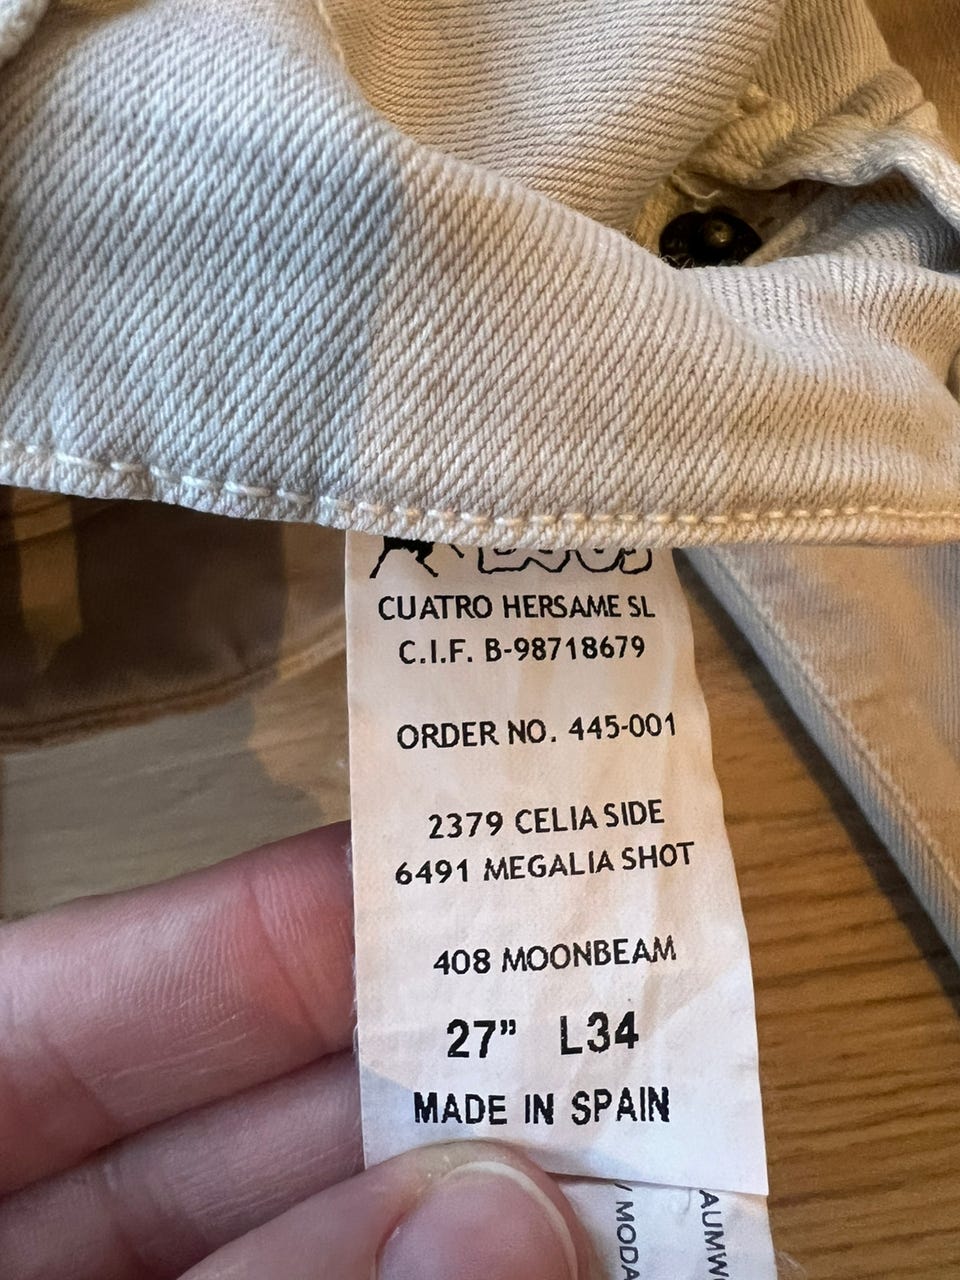 CUATRO HERSAME SL
C.I.F. B-98718679
ORDER NO. 445-001
2379 CELIA SIDE
6491 MEGALIA SHOT
408 MOONBEAM
27” L34
MADE IN SPAIN